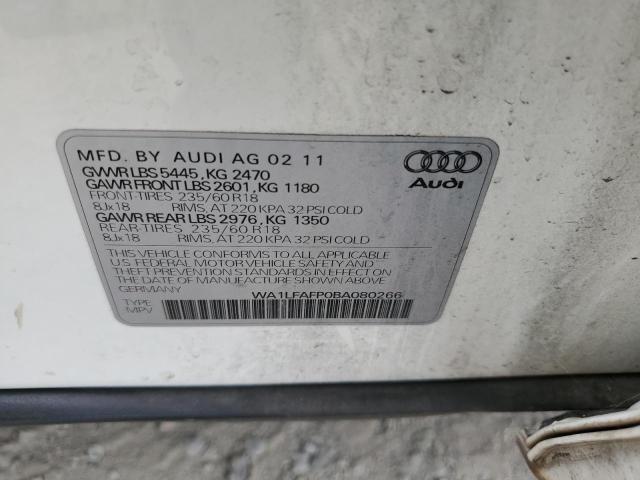 MFD. BY AUDI AG 02 11
GVWR LBS 5445, KG 2470
GAWR FRONT LBS 2601, KG 1180
FRONT-TIRES 235/60 R18
8Jx18 RIMS, AT 220 KPA 32 PSI COLD
GAWR REAR LBS 2976, KG 1350
REAR-TIRES 235/60 R18
8Jx18 RIMS, AT 220 KPA 32 PSI COLD
THIS VEHICLE CONFORMS TO ALL APPLICABLE
U.S. FEDERAL MOTOR VEHICLE SAFETY AND
THEFT PREVENTION STANDARDS IN EFFECT ON
THE DATE OF MANUFACTURE SHOWN ABOVE
GERMANY WA1LFAFP0BA080266
TYPE:
MPV
Audi